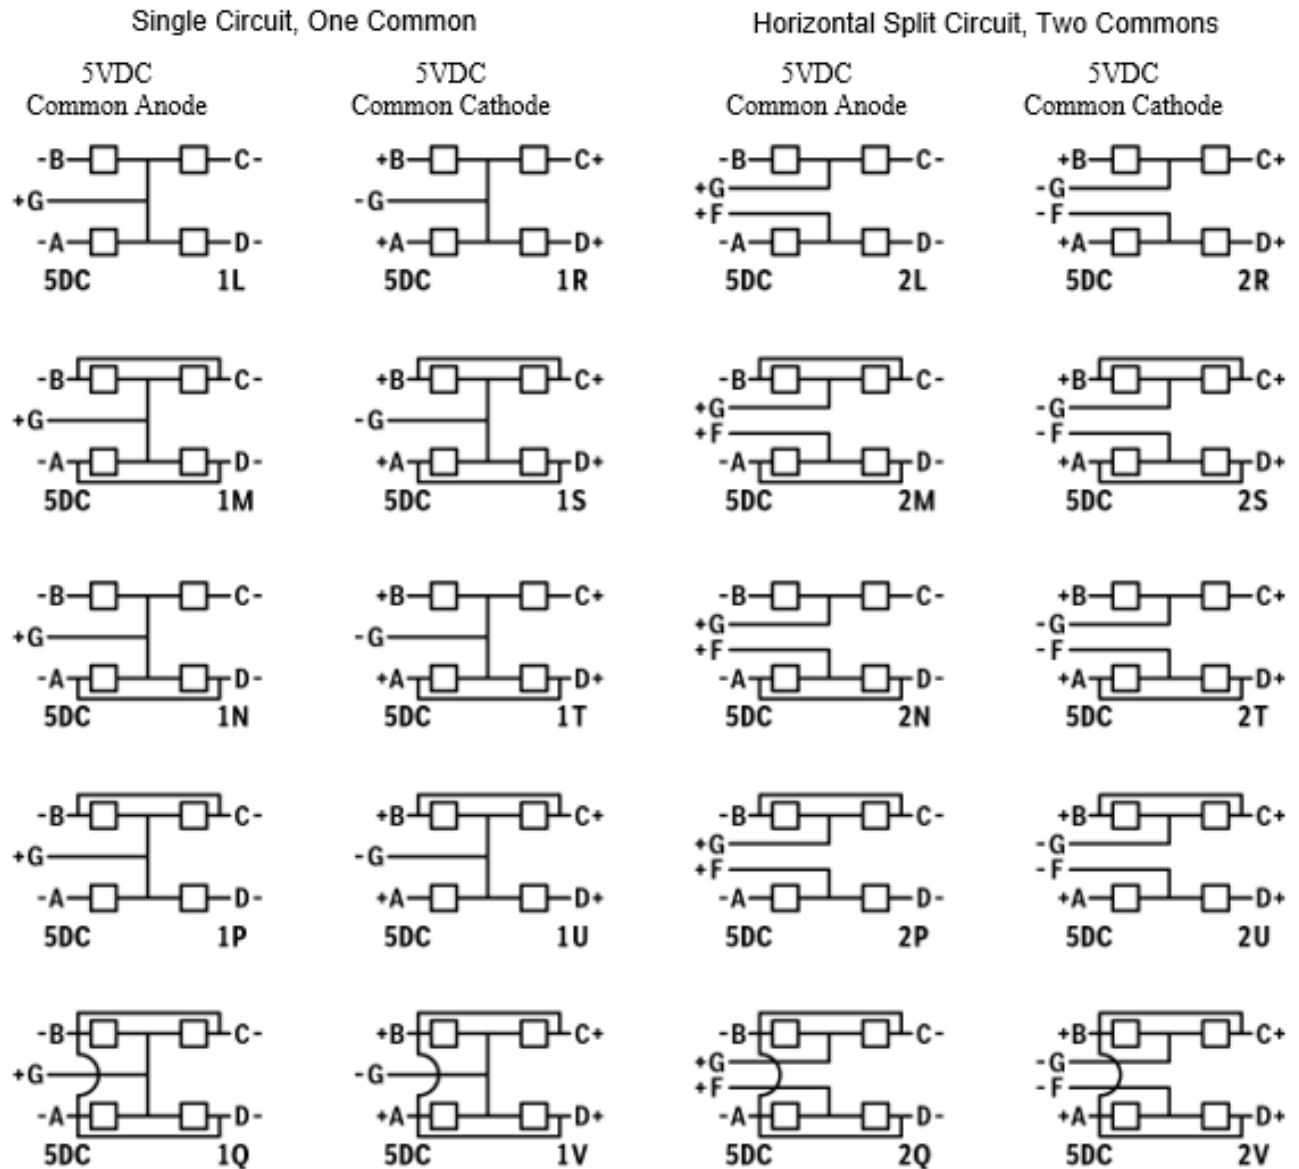 Single Circuit, One Common
Horizontal Split Circuit, Two Commons
5VDC 5VDC 5VDC 5VDC
Common Anode Common Cathode Common Anode Common Cathode
-B C- +B C+ -B C- +B C+
+G -G +G -G
+F -F
-A D- +A D+ -A D- +A D+
5DC 1L 5DC 1R 5DC 2L 5DC 2R
-B C- +B C+ -B C- +B C+
+G -G +G -G
+F -F
-A D- +A D+ -A D- +A D+
5DC 1M 5DC 1S 5DC 2M 5DC 2S
-B C- +B C+ -B C- +B C+
+G -G +G -G
+F -F
-A D- +A D+ -A D- +A D+
5DC 1N 5DC 1T 5DC 2N 5DC 2T
-B C- +B C+ -B C- +B C+
+G -G +G -G
+F -F
-A D- +A D+ -A D- +A D+
5DC 1P 5DC 1U 5DC 2P 5DC 2U
-B C- +B C+ -B C- +B C+
+G -G +G -G
+F -F
-A D- +A D+ -A D- +A D+
5DC 1Q 5DC 1V 5DC 2Q 5DC 2V